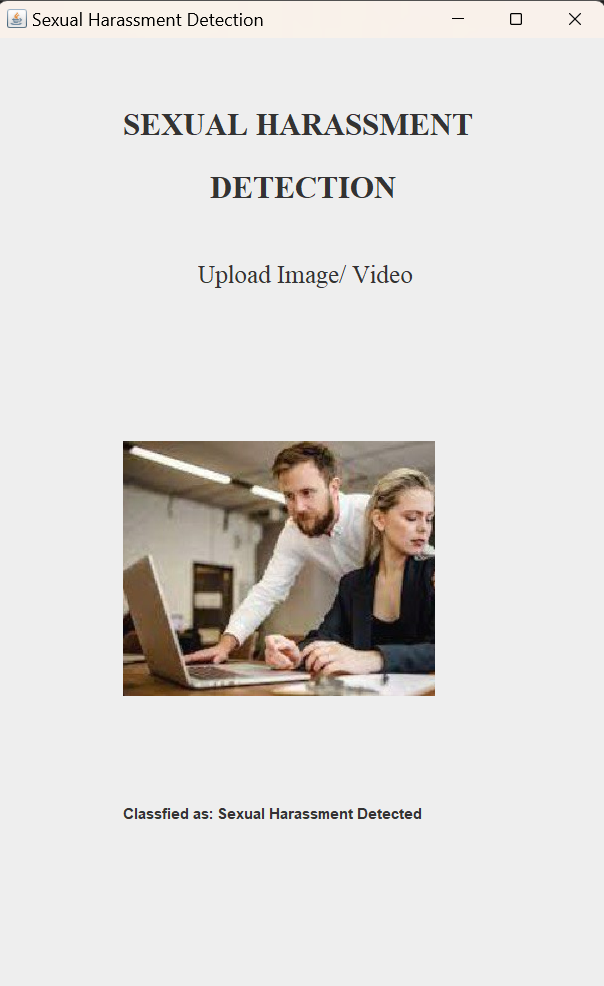 Sexual Harassment Detection
SEXUAL HARASSMENT
DETECTION
Upload Image/ Video
Classfied as: Sexual Harassment Detected